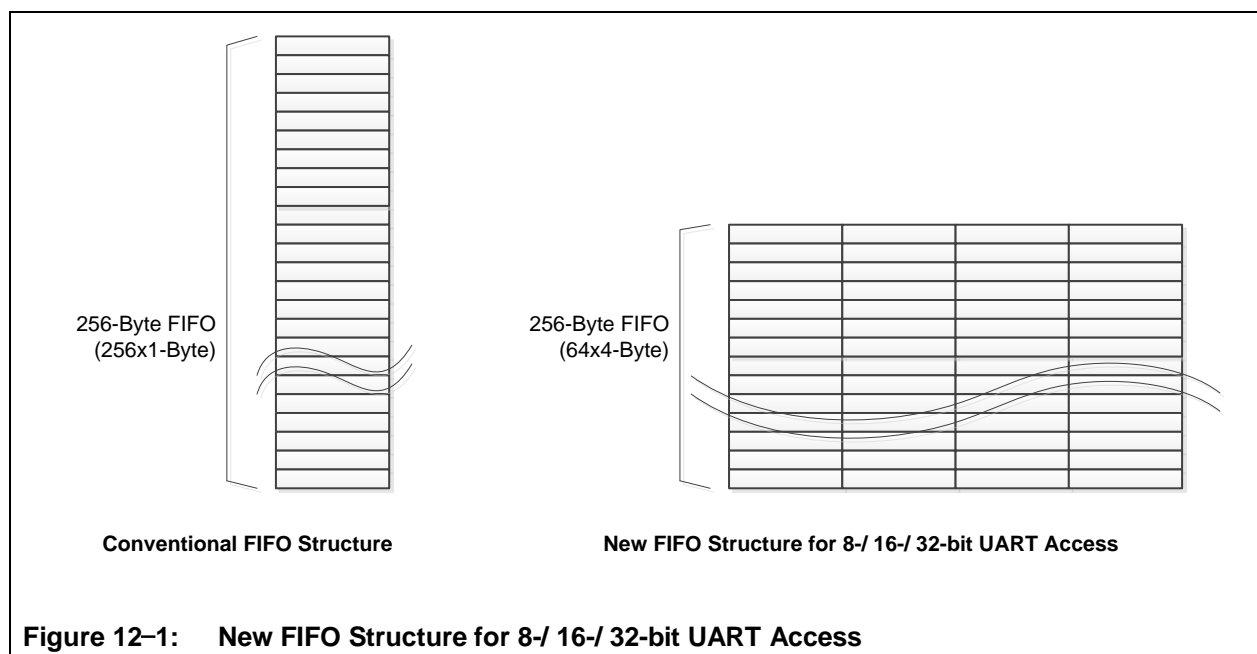 256-Byte FIFO
(256x1-Byte)
256-Byte FIFO
(64x4-Byte)
Conventional FIFO Structure
New FIFO Structure for 8-/ 16-/ 32-bit UART Access
Figure 12–1: New FIFO Structure for 8-/ 16-/ 32-bit UART Access